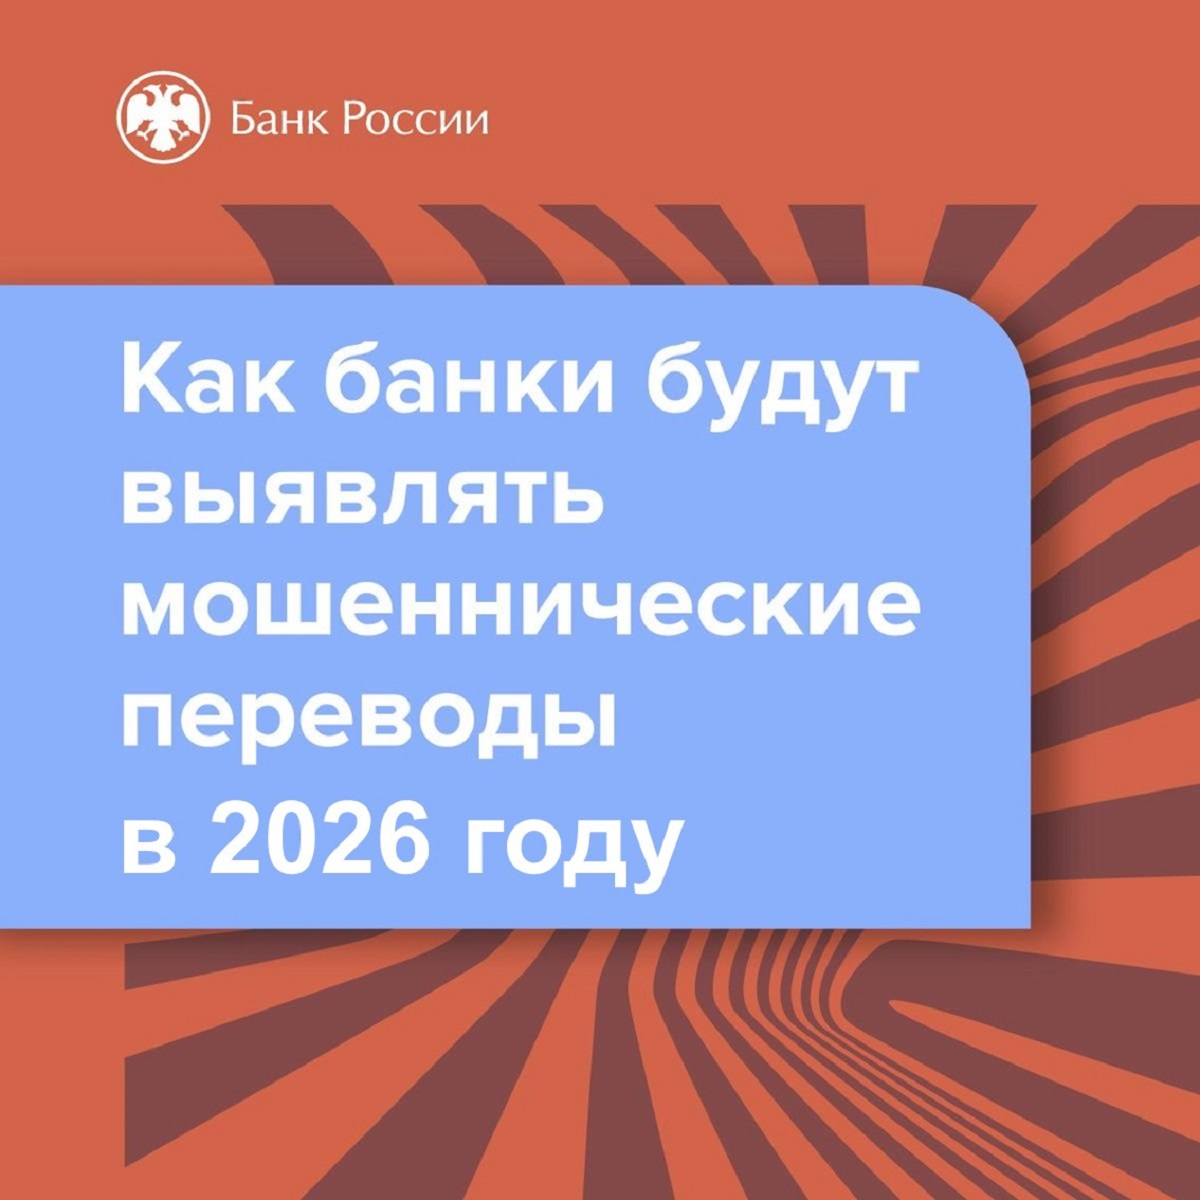 Банк России
Как банки будут
выявлять
мошеннические
переводы
в 2026 году